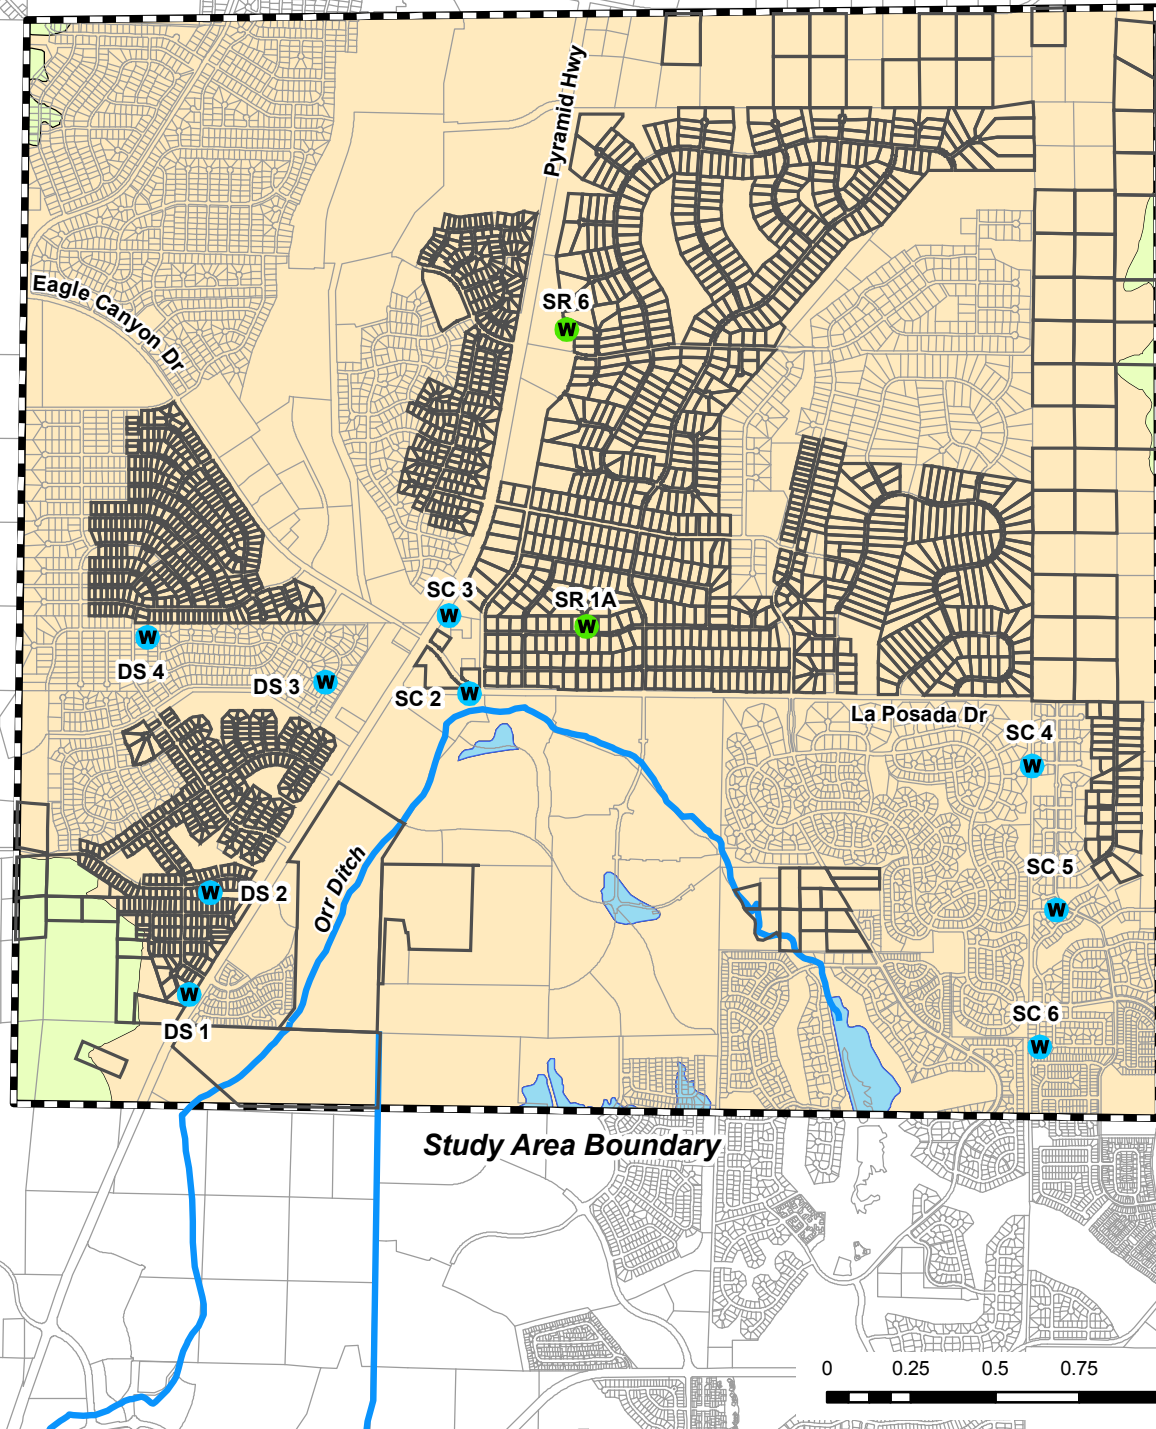 Pyramid Hwy
Eagle Canyon Dr
SR 6
W
SC 3
W
SR 1A
W
W
DS 4
DS 3
W
SC 2
W
La Posada Dr
SC 4
W
Orr Ditch
SC 5
W
W
DS 2
W
DS 1
SC 6
W
Study Area Boundary
0 0.25 0.5 0.75